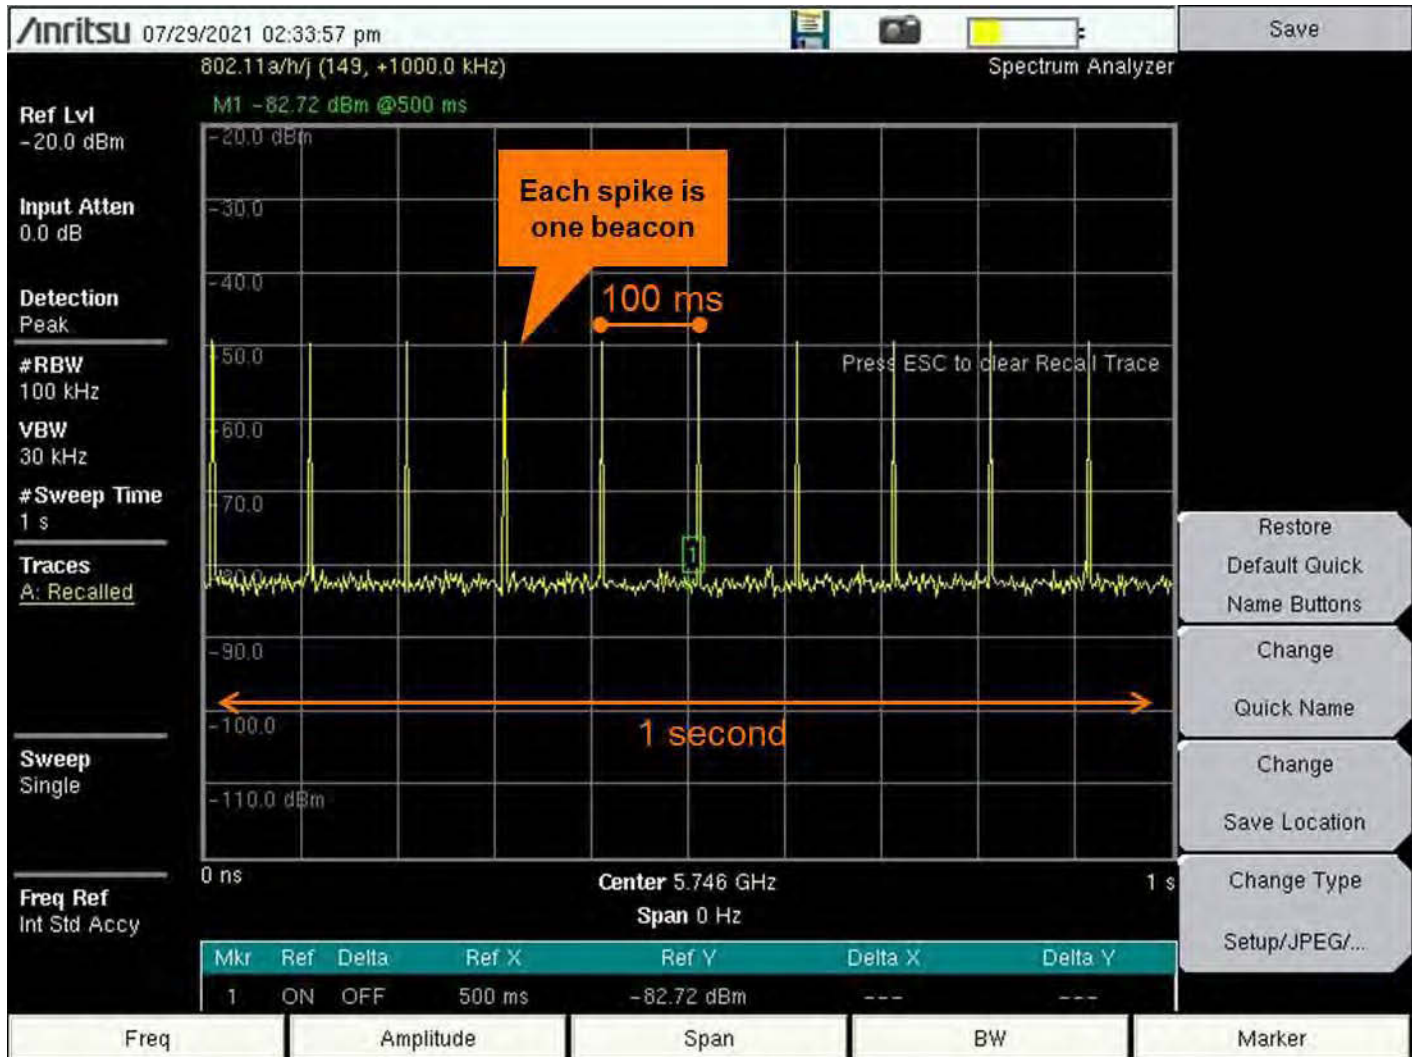 Anritsu 07/29/2021 02:33:57 pm
Save
802.11a/h/j (149, +1000.0 kHz)
Spectrum Analyzer
M1 -82.72 dBm @500 ms
Ref Lvl
-20.0 dBm
Input Atten
0.0 dB
Detection
Peak
#RBW
100 kHz
VBW
30 kHz
#Sweep Time
1 s
Traces
A: Recalled
Sweep
Single
Freq Ref
Int Std Accy
-20.0 dBm
-30.0
-40.0
-50.0
-60.0
-70.0
-80.0
-90.0
-100.0
-110.0 dBm
Each spike is
one beacon
100 ms
Press ESC to clear Recall Trace
1
1 second
0 ns
Center 5.746 GHz
1 s
Span 0 Hz
Mkr Ref Delta Ref X Ref Y Delta X Delta Y
1 ON OFF 500 ms -82.72 dBm --- ---
Restore
Default Quick
Name Buttons
Change
Quick Name
Change
Save Location
Change Type
Setup/JPEG/...
Freq Amplitude Span BW Marker